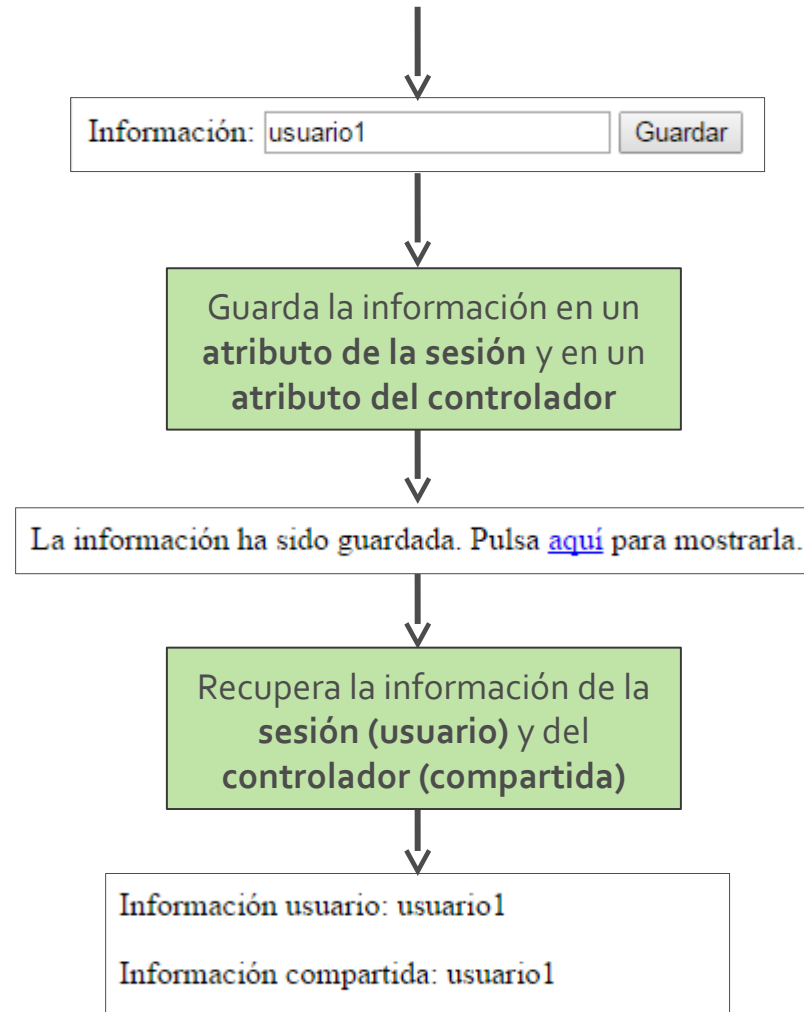 Información: usuario1 Guardar
Guarda la información en un
atributo de la sesión y en un
atributo del controlador
La información ha sido guardada. Pulsa aquí para mostrarla.
Recupera la información de la
sesión (usuario) y del
controlador (compartida)
Información usuario: usuario1
Información compartida: usuario1